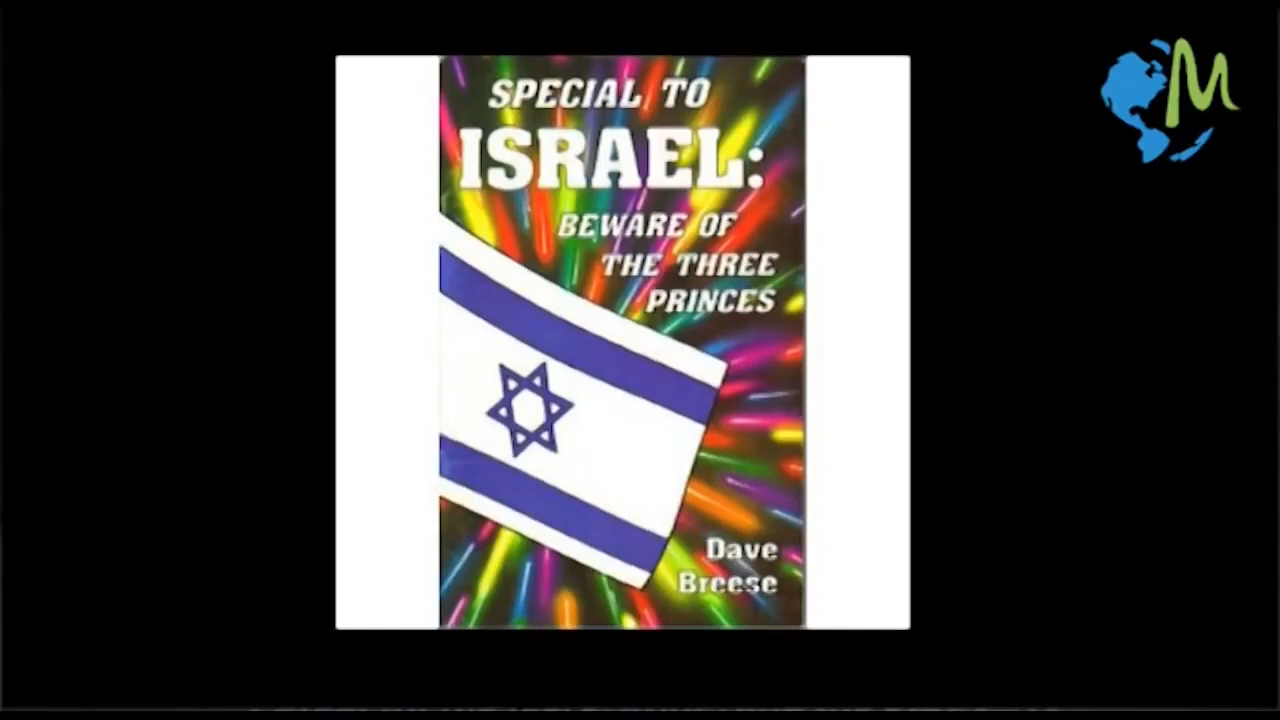 SPECIAL TO
ISRAEL:
BEWARE OF
THE THREE
PRINCES
Dave
Breese
M